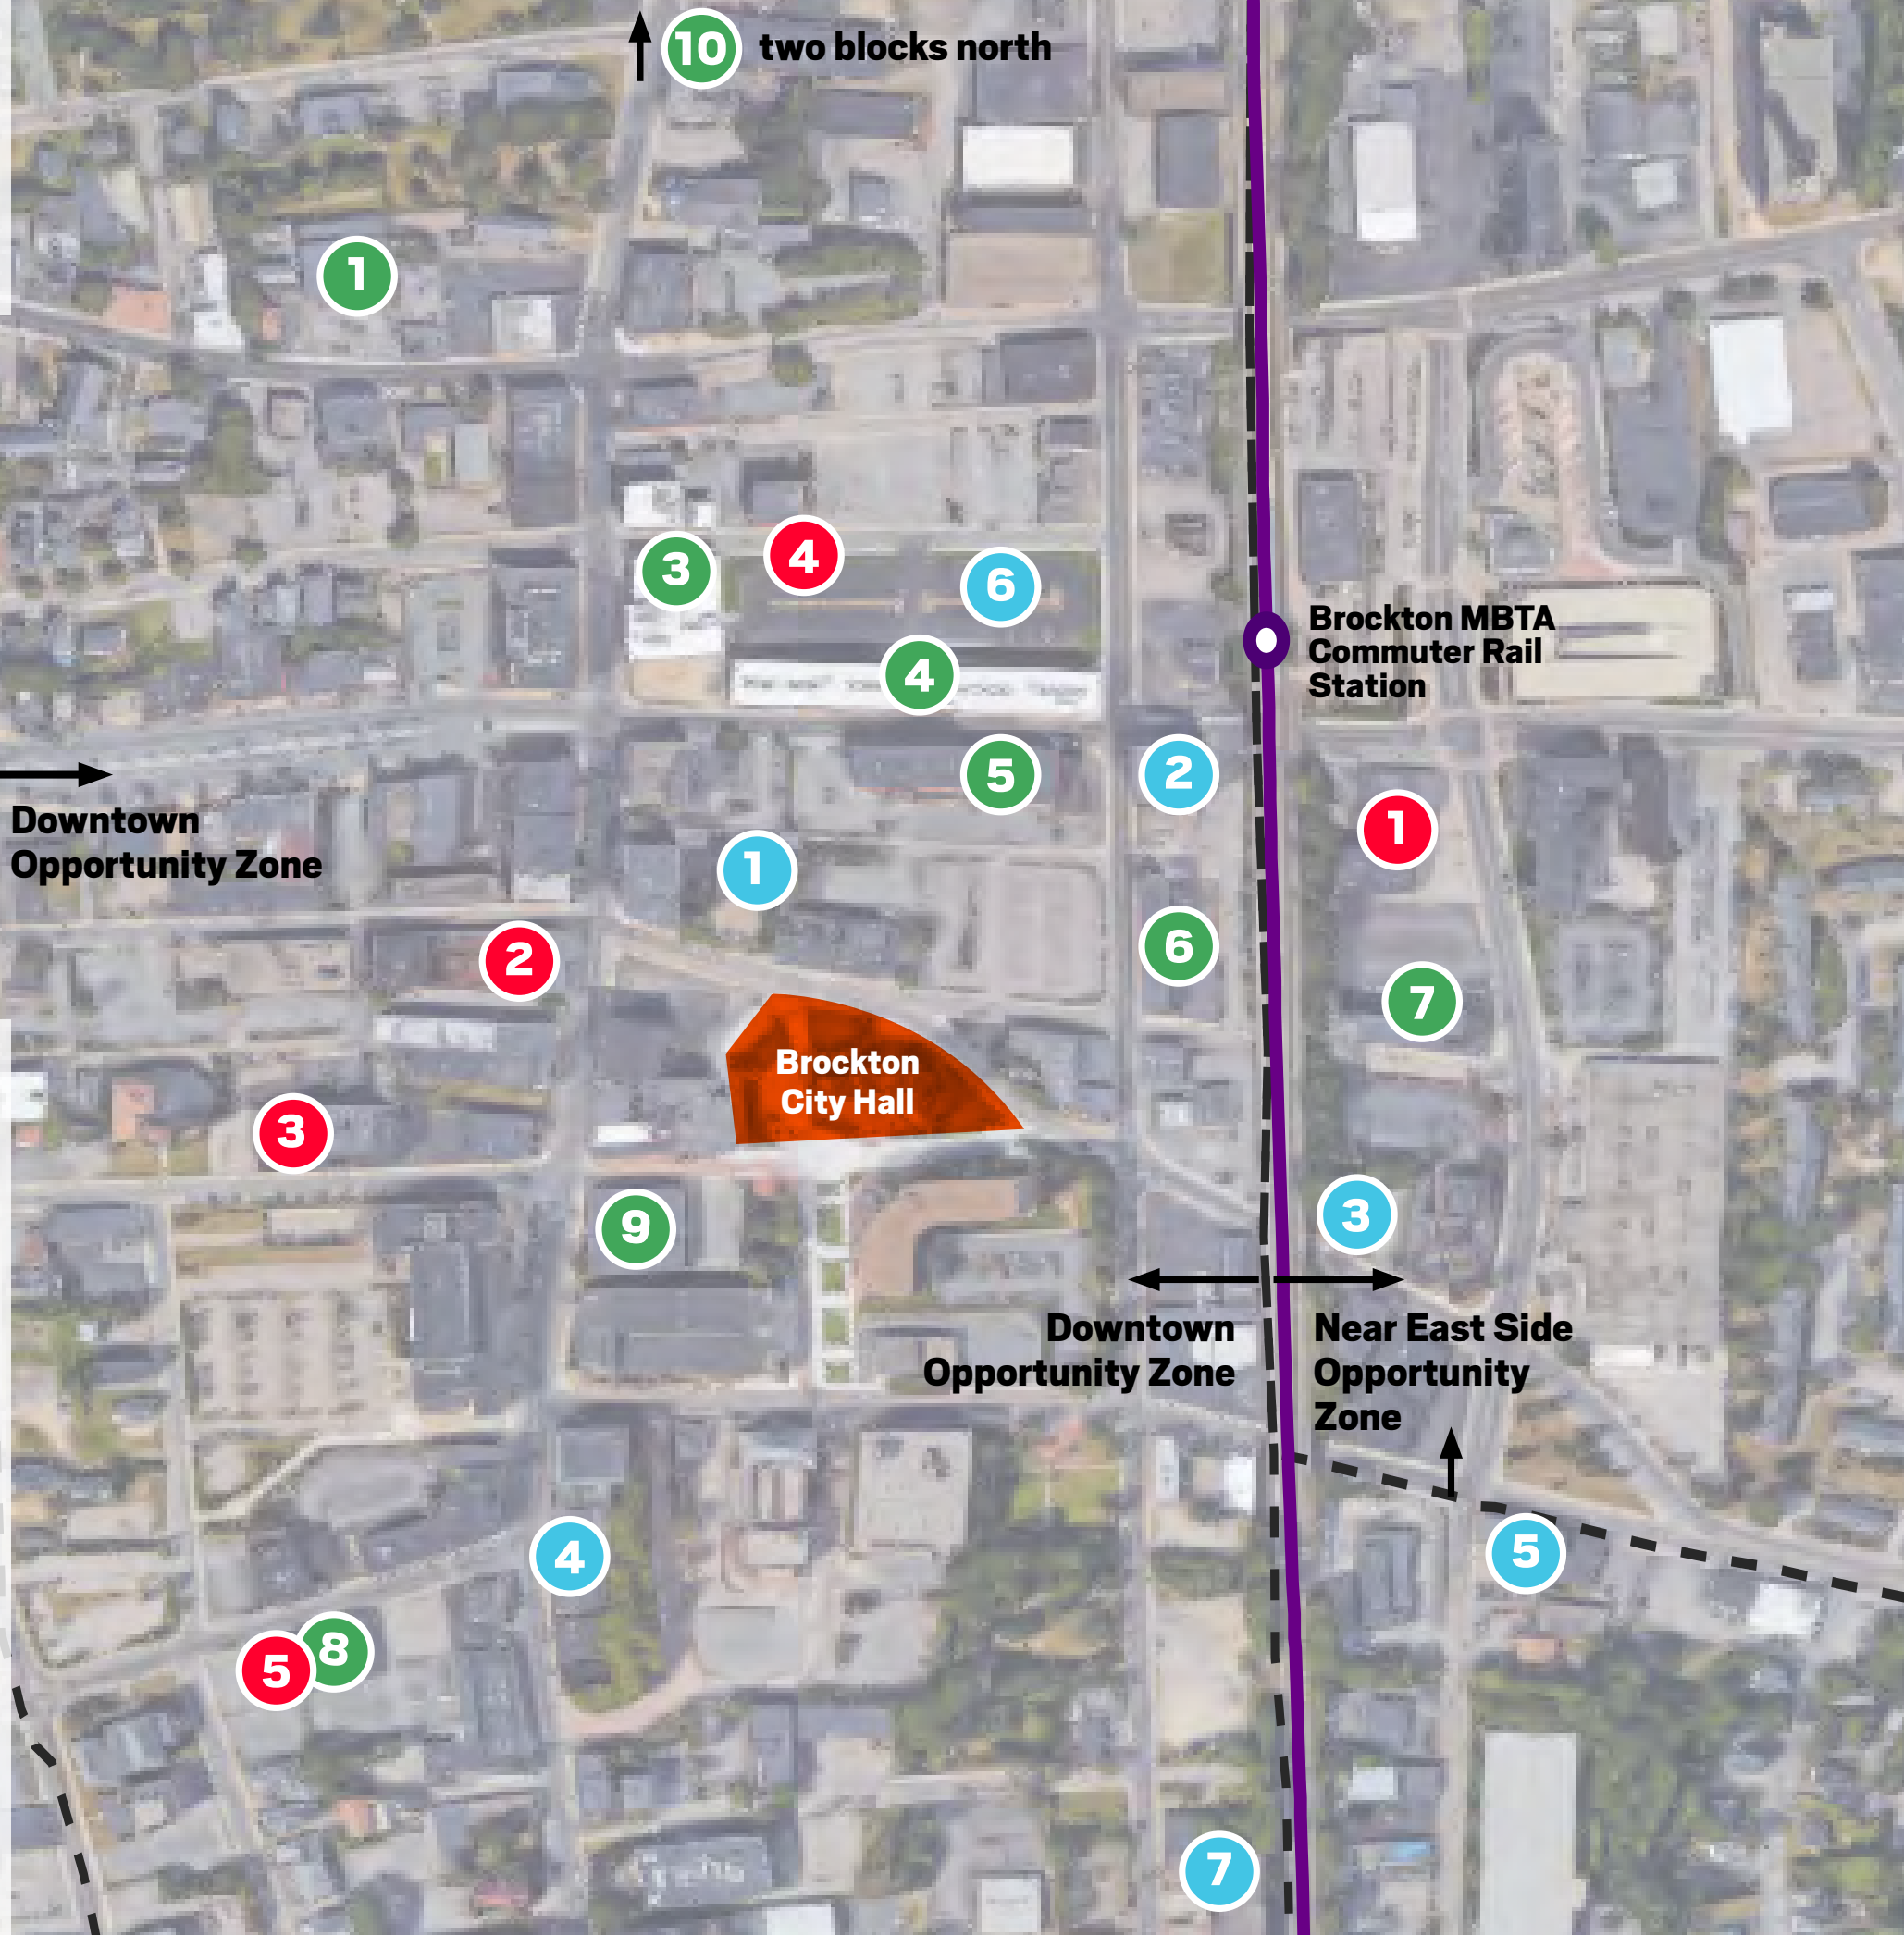 10 two blocks north
1
3
4
6
Brockton MBTA
Commuter Rail
Station
4
5
2
Downtown
Opportunity Zone
1
1
2
6
7
Brockton
City Hall
3
9
3
Downtown
Opportunity Zone
Near East Side
Opportunity
Zone
4
5
5
8
7